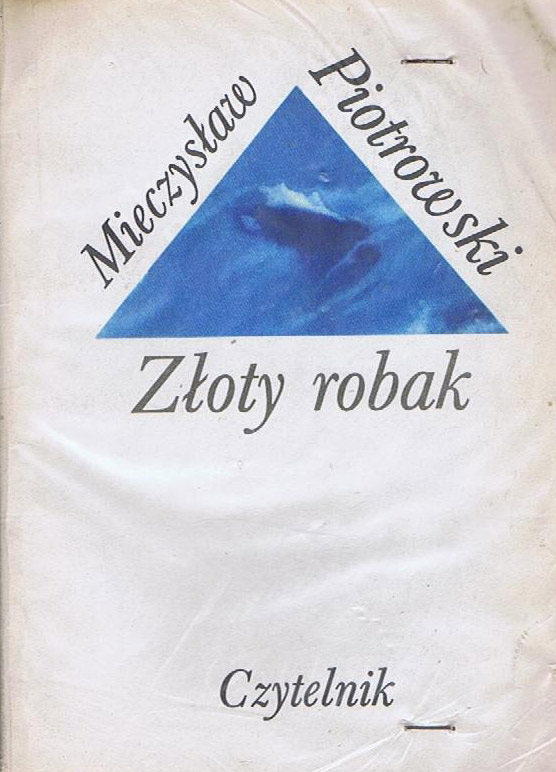 Mieczysław
Piotrowski
Złoty robak
Czytelnik